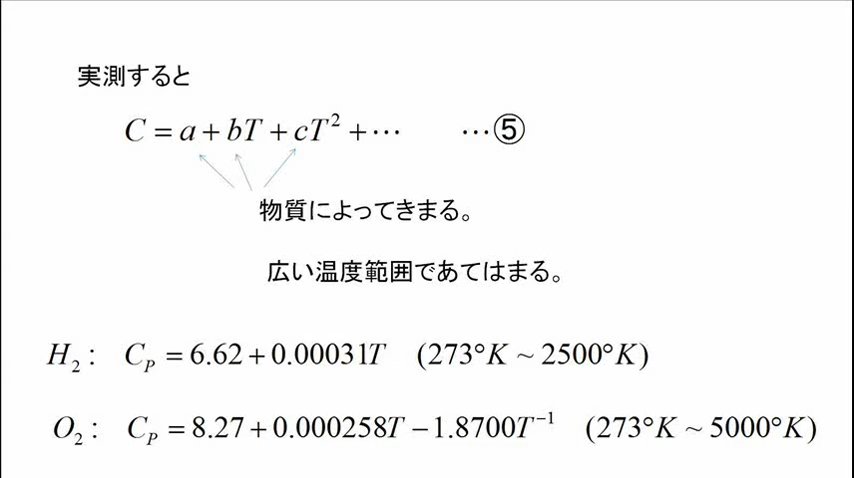 実測すると
C = a + bT + cT² + ⋯ ⋯⑤
物質によってきまる。
広い温度範囲であてはまる。
H₂ : C_P = 6.62 + 0.00031T (273°K ~ 2500°K)
O₂ : C_P = 8.27 + 0.000258T − 1.8700T⁻¹ (273°K ~ 5000°K)